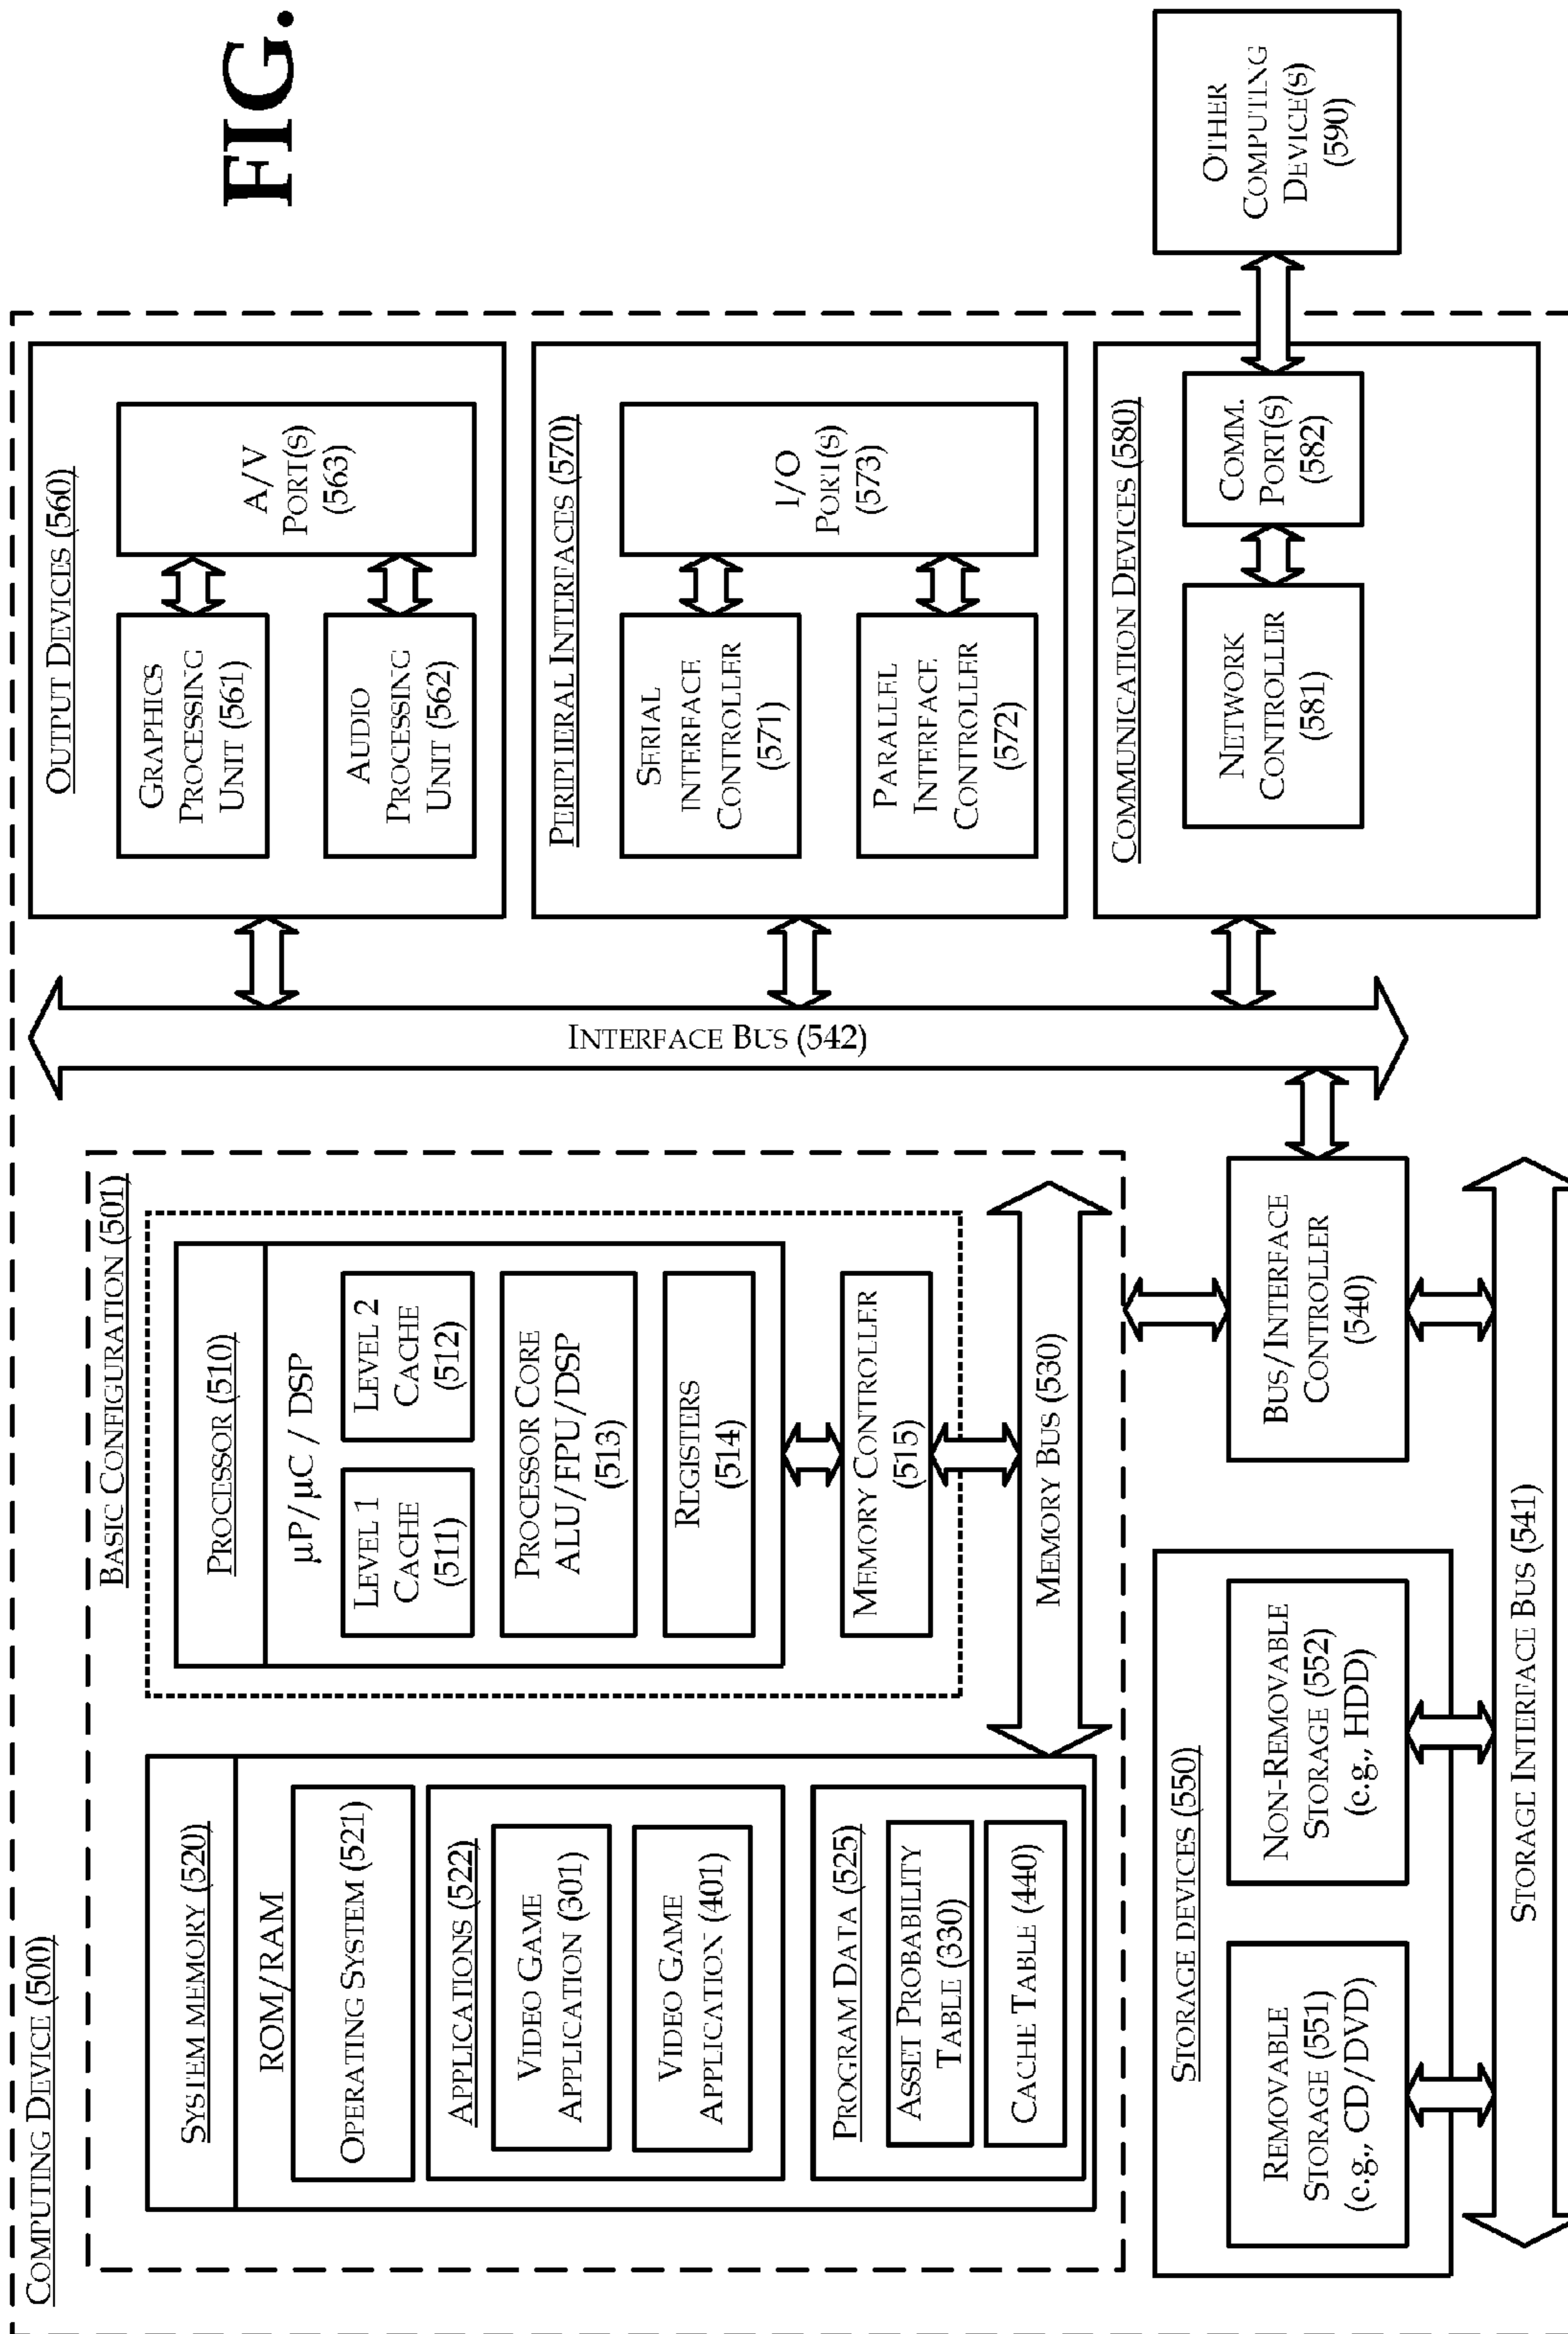 FIG.
COMPUTING DEVICE (500)
BASIC CONFIGURATION (501)
SYSTEM MEMORY (520)
ROM/RAM
OPERATING SYSTEM (521)
APPLICATIONS (522)
VIDEO GAME
APPLICATION (301)
VIDEO GAME
APPLICATION (401)
PROGRAM DATA (525)
ASSET PROBABILITY
TABLE (330)
CACHE TABLE (440)
PROCESSOR (510)
µP/µC / DSP
LEVEL 1
CACHE
(511)
LEVEL 2
CACHE
(512)
PROCESSOR CORE
ALU/FPU/DSP
(513)
REGISTERS
(514)
MEMORY CONTROLLER
(515)
MEMORY BUS (530)
BUS/INTERFACE
CONTROLLER
(540)
STORAGE DEVICES (550)
REMOVABLE
STORAGE (551)
(e.g., CD/DVD)
NON-REMOVABLE
STORAGE (552)
(e.g., HDD)
STORAGE INTERFACE BUS (541)
INTERFACE BUS (542)
OUTPUT DEVICES (560)
GRAPHICS
PROCESSING
UNIT (561)
AUDIO
PROCESSING
UNIT (562)
A/V
PORT(S)
(563)
PERIPHERAL INTERFACES (570)
SERIAL
INTERFACE
CONTROLLER
(571)
PARALLEL
INTERFACE
CONTROLLER
(572)
I/O
PORT(S)
(573)
COMMUNICATION DEVICES (580)
NETWORK
CONTROLLER
(581)
COMM.
PORT(S)
(582)
OTHER
COMPUTING
DEVICE(S)
(590)